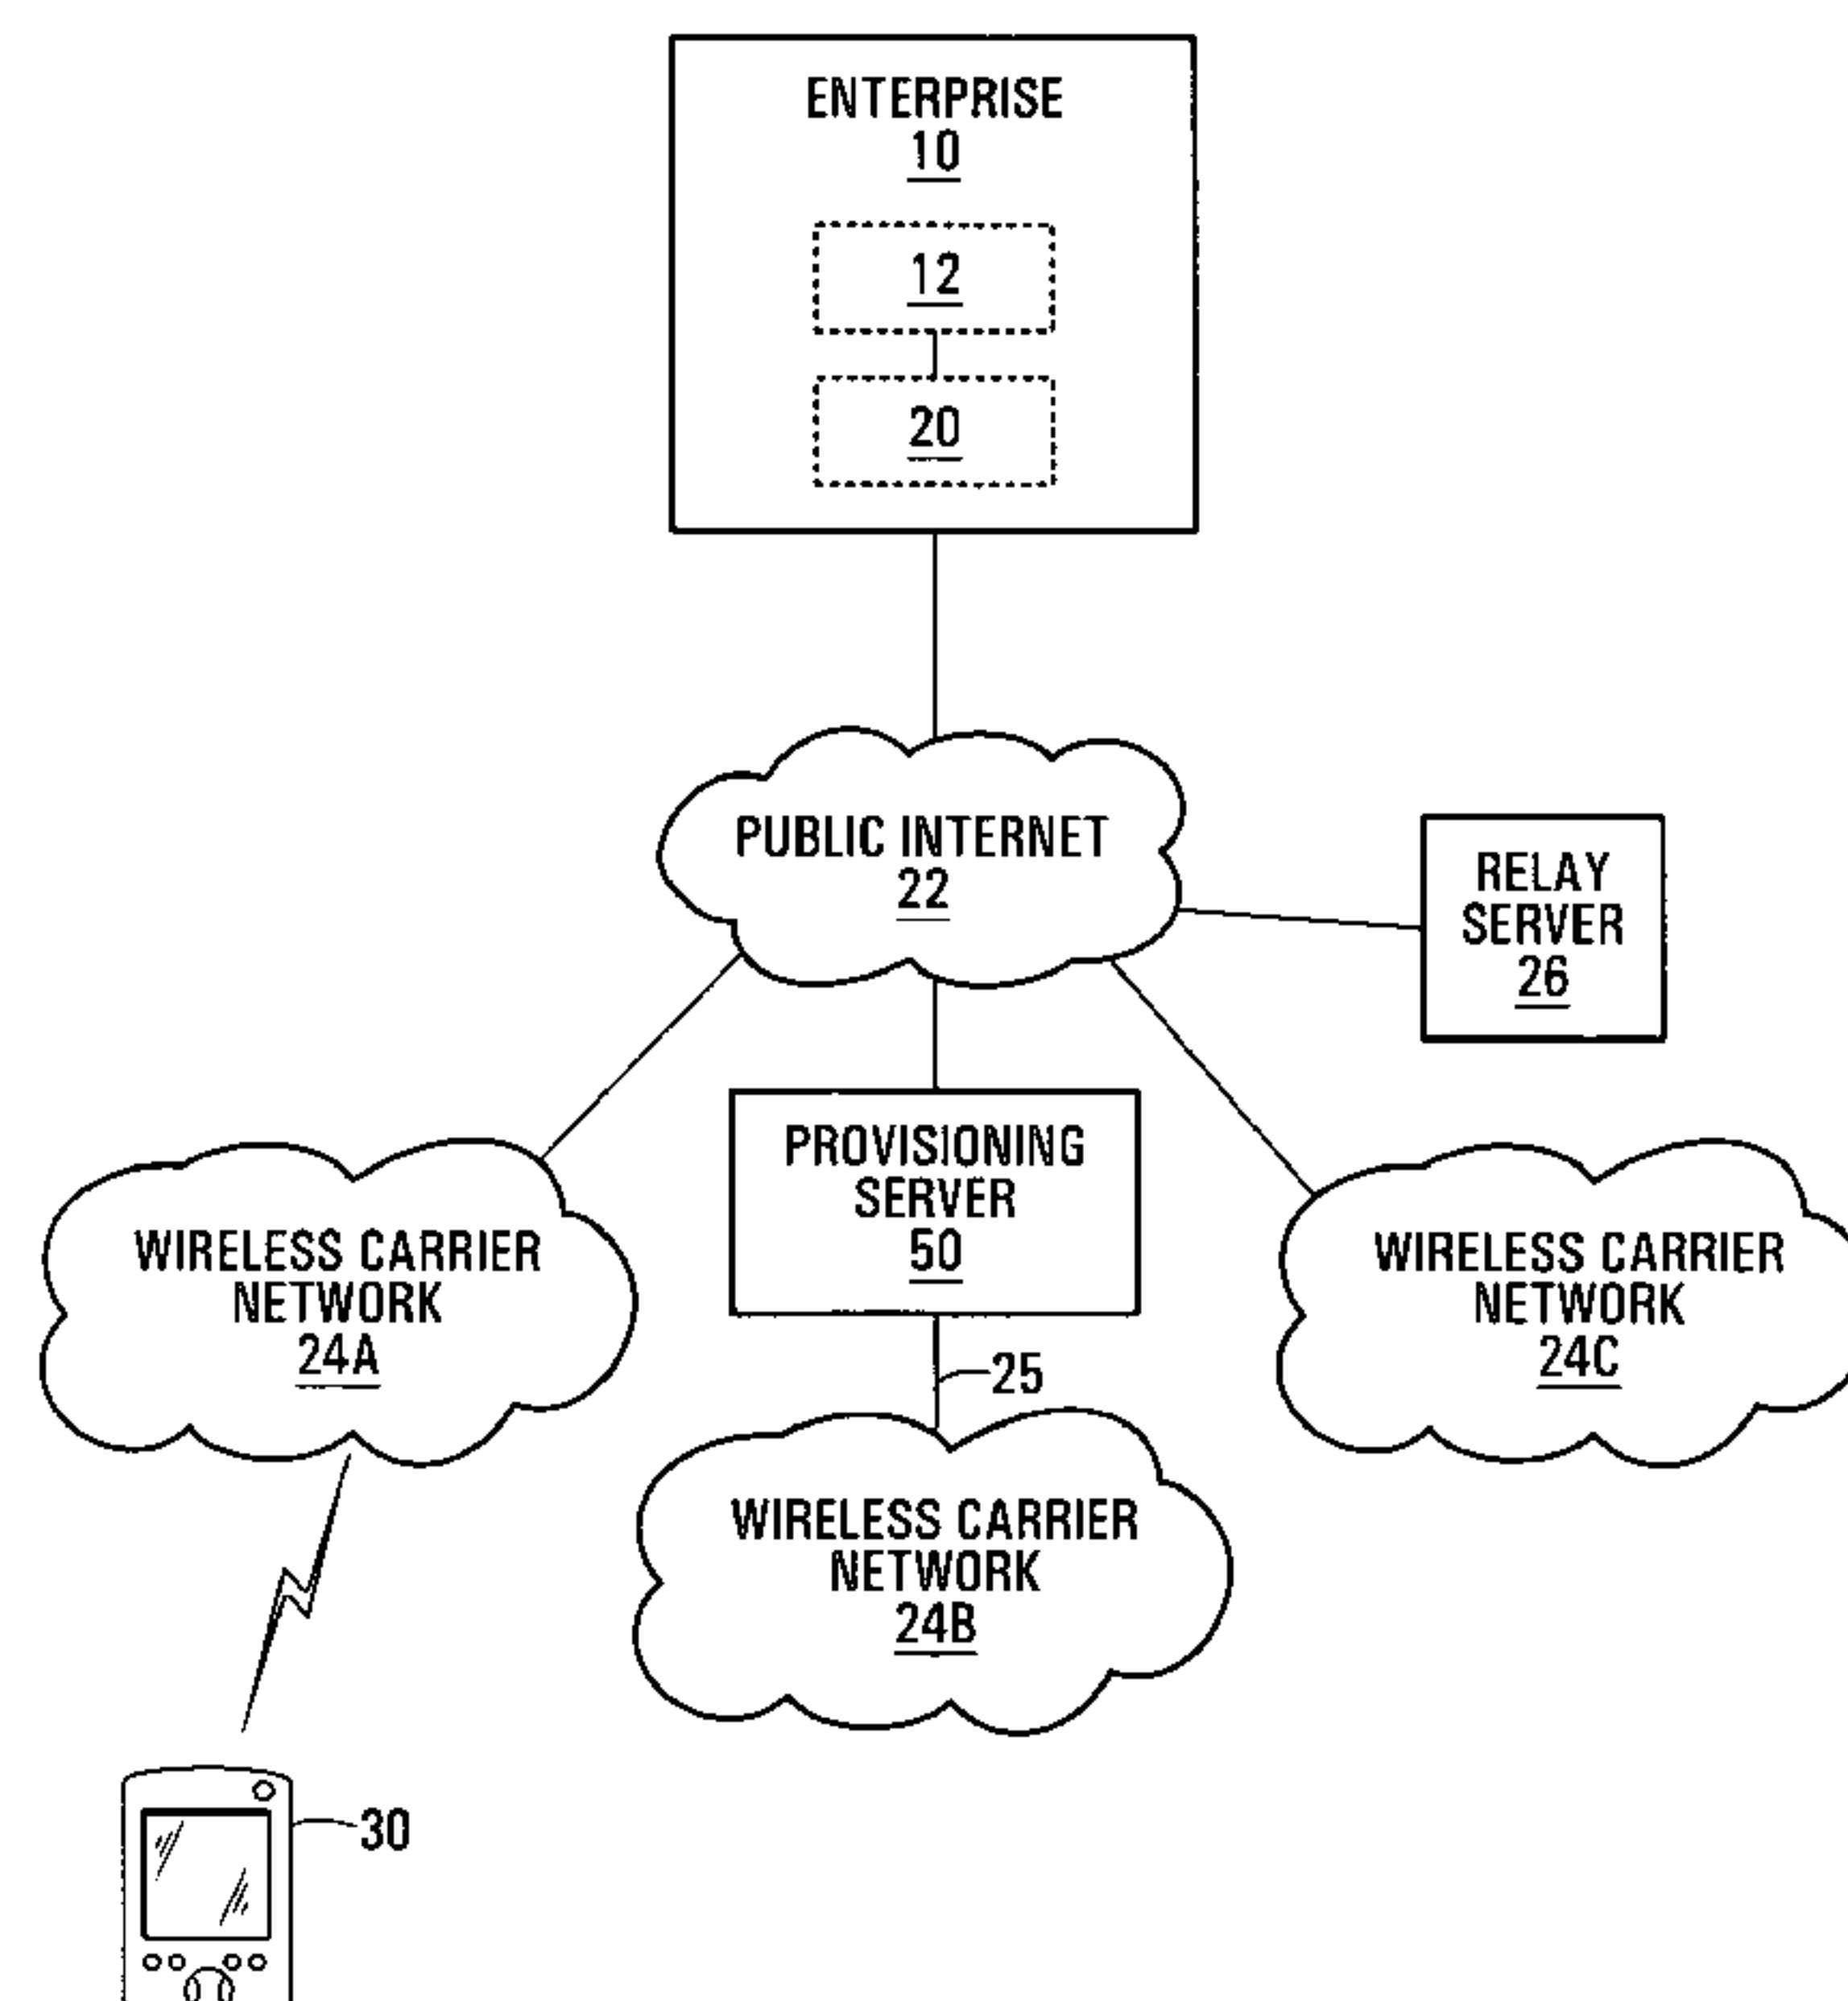 ENTERPRISE
10
12
20
PUBLIC INTERNET
22
RELAY
SERVER
26
PROVISIONING
SERVER
50
WIRELESS CARRIER
NETWORK
24A
WIRELESS CARRIER
NETWORK
24C
25
WIRELESS CARRIER
NETWORK
24B
30